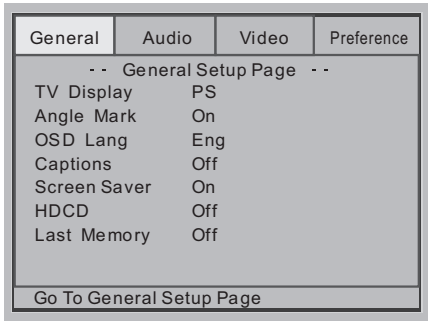 General Audio Video Preference
-- General Setup Page --
TV Display PS
Angle Mark On
OSD Lang Eng
Captions Off
Screen Saver On
HDCD Off
Last Memory Off
Go To General Setup Page